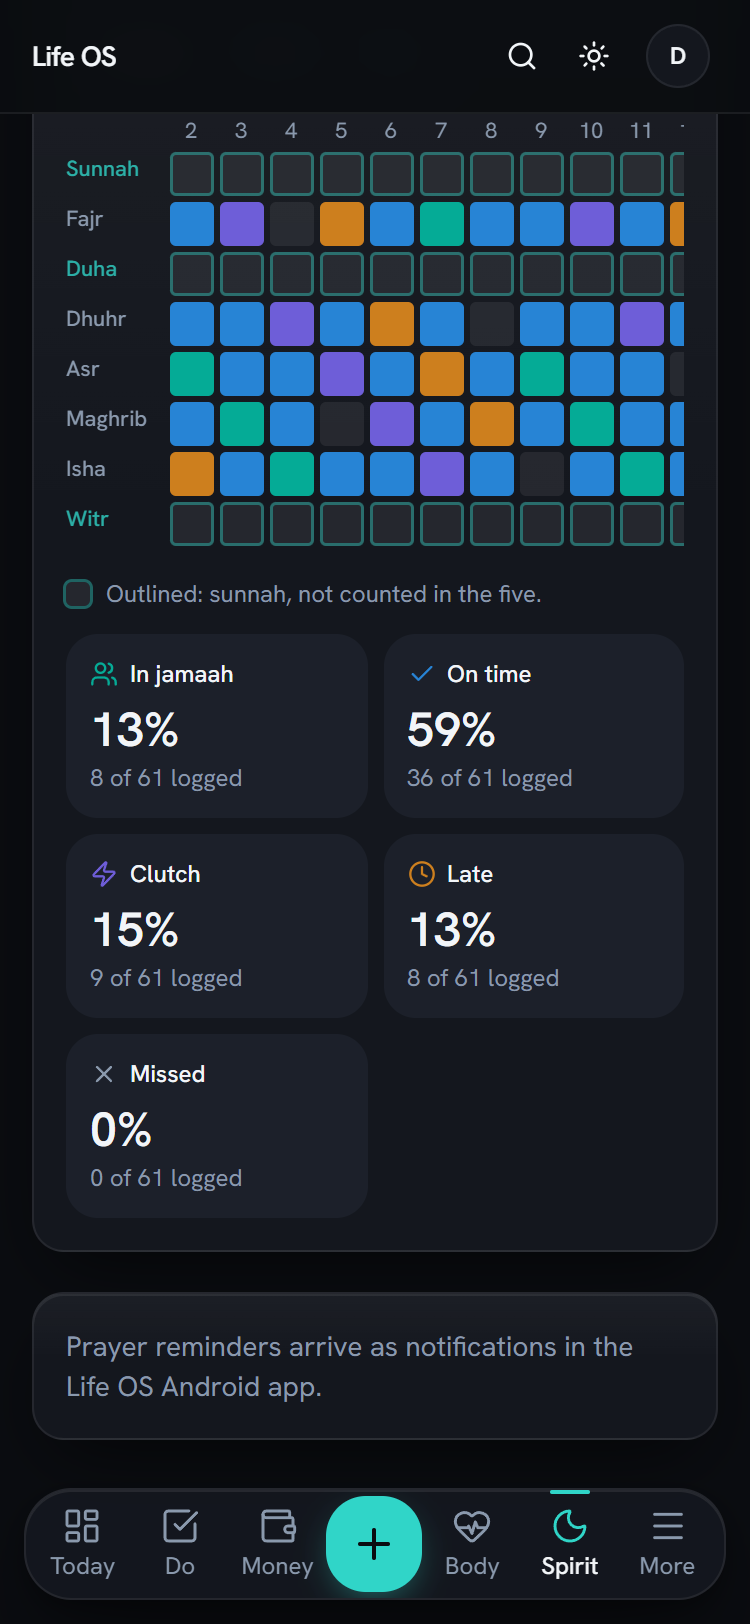 Life OS
D
2 3 4 5 6 7 8 9 10 11
Sunnah
Fajr
Duha
Dhuhr
Asr
Maghrib
Isha
Witr
Outlined: sunnah, not counted in the five.
In jamaah
13%
8 of 61 logged
On time
59%
36 of 61 logged
Clutch
15%
9 of 61 logged
Late
13%
8 of 61 logged
Missed
0%
0 of 61 logged
Prayer reminders arrive as notifications in the
Life OS Android app.
Today Do Money Body Spirit More